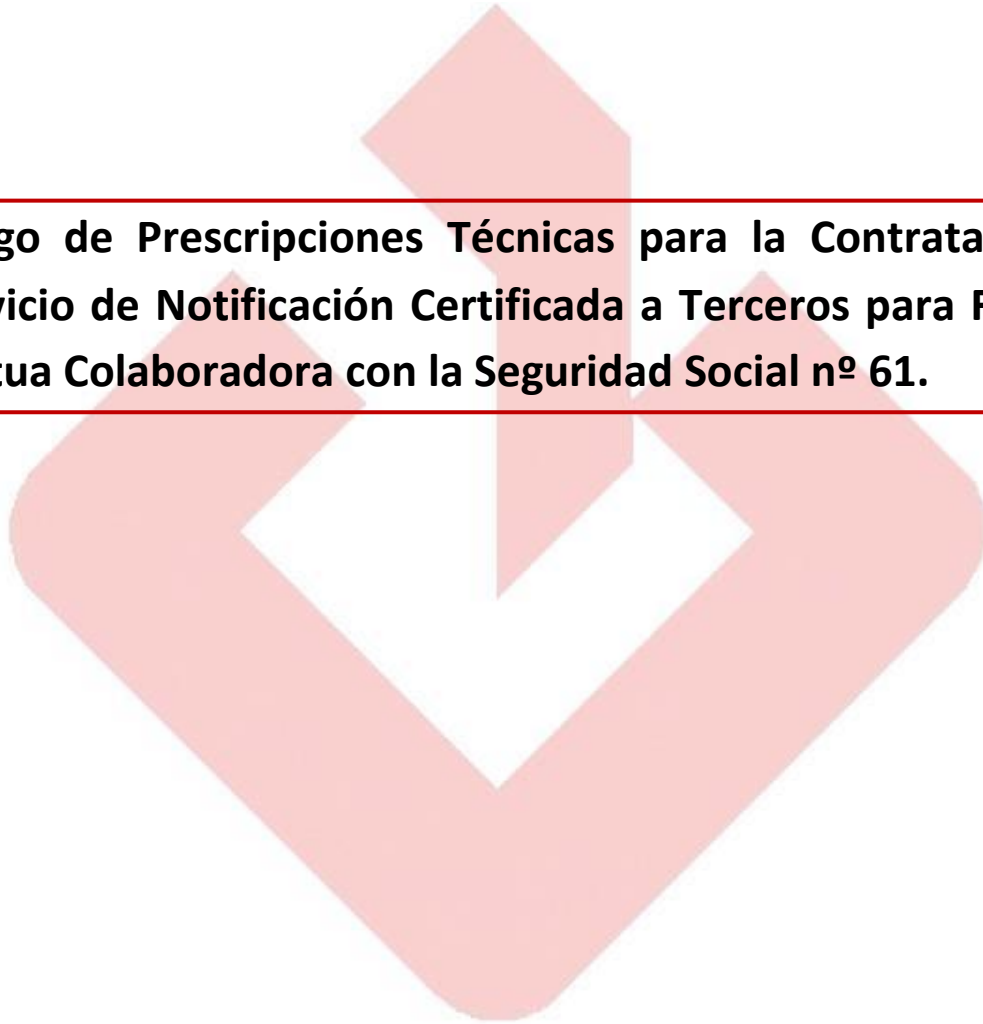 go de Prescripciones Técnicas para la Contrata
vicio de Notificación Certificada a Terceros para F
tua Colaboradora con la Seguridad Social nº 61.